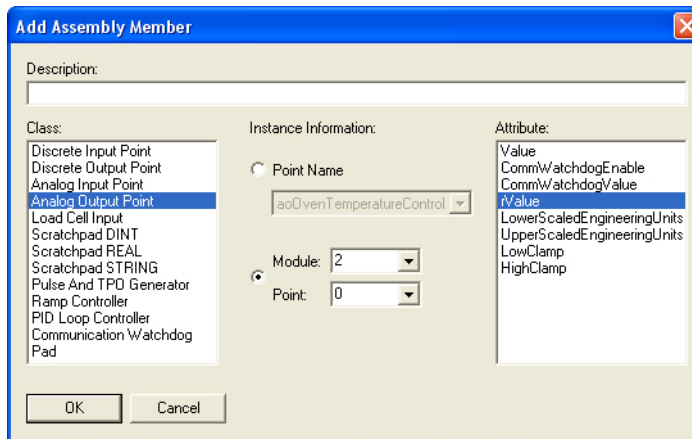 Add Assembly Member
Description:
Class:
Discrete Input Point
Discrete Output Point
Analog Input Point
Analog Output Point
Load Cell Input
Scratchpad DINT
Scratchpad REAL
Scratchpad STRING
Pulse And TPO Generator
Ramp Controller
PID Loop Controller
Communication Watchdog
Pad
Instance Information:
Point Name
aoOvenTemperatureControl
Module: 2
Point: 0
Attribute:
Value
CommWatchdogEnable
CommWatchdogValue
rValue
LowerScaledEngineeringUnits
UpperScaledEngineeringUnits
LowClamp
HighClamp
OK
Cancel